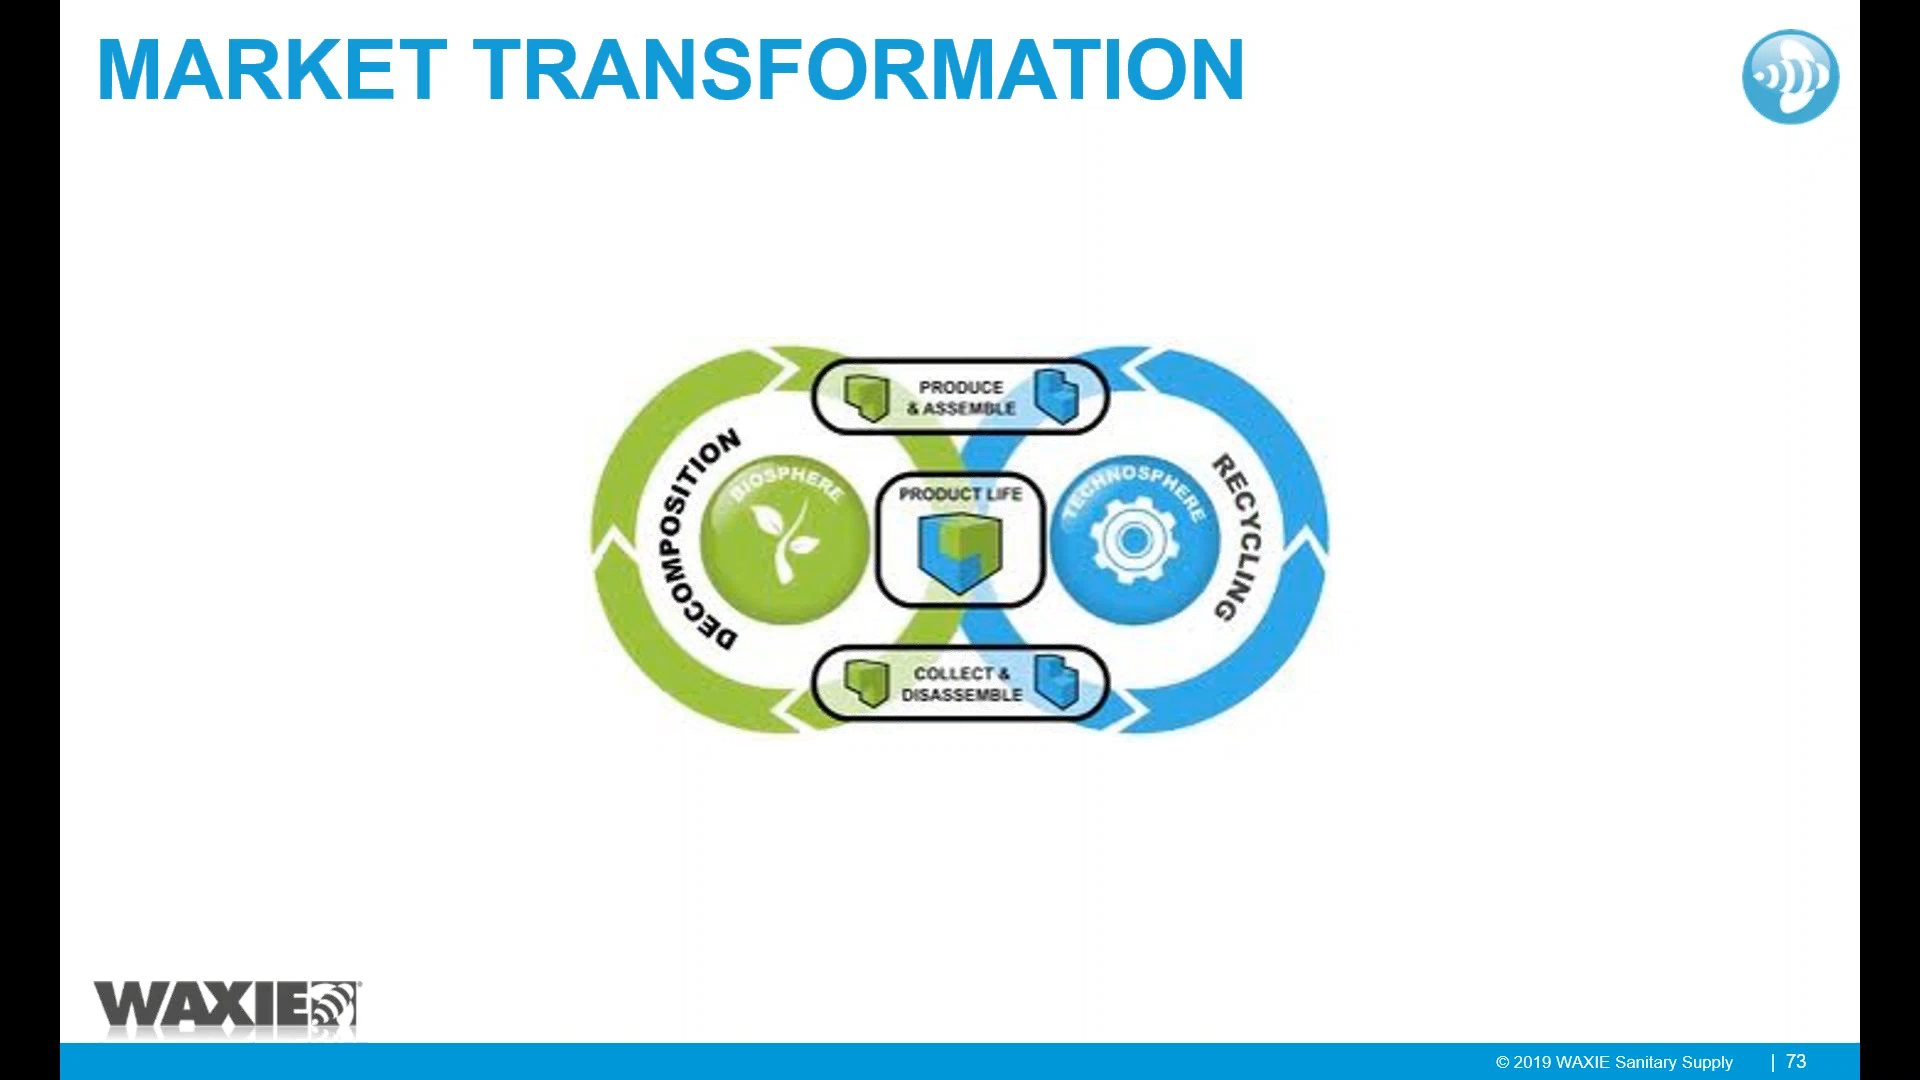 MARKET TRANSFORMATION
PRODUCE
& ASSEMBLE
DECOMPOSITION
BIOSPHERE
PRODUCT LIFE
TECHNOSPHERE
RECYCLING
COLLECT &
DISASSEMBLE
WAXIE
© 2019 WAXIE Sanitary Supply | 73